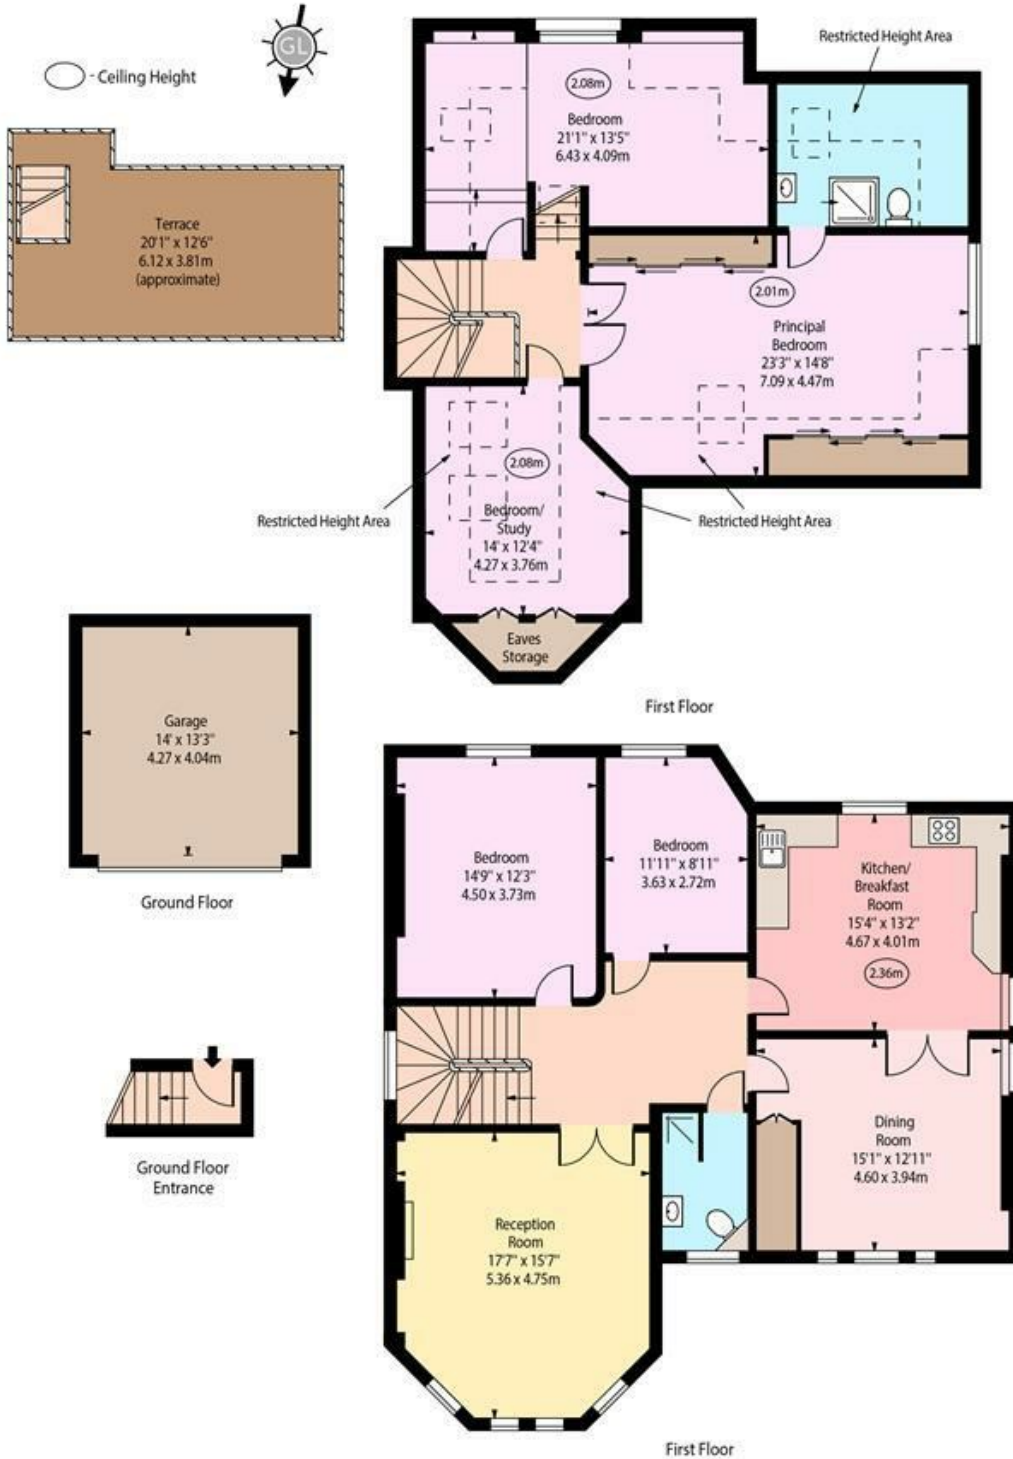 GL
- Ceiling Height
Restricted Height Area
2.08m
Bedroom
21'1" x 13'5"
6.43 x 4.09m
Terrace
20'1" x 12'6"
6.12 x 3.81m
(approximate)
2.01m
Principal
Bedroom
23'3" x 14'8"
7.09 x 4.47m
2.08m
Restricted Height Area
Bedroom/
Study
14' x 12'4"
4.27 x 3.76m
Restricted Height Area
Eaves
Storage
First Floor
Garage
14' x 13'3"
4.27 x 4.04m
Ground Floor
Bedroom
14'9" x 12'3"
4.50 x 3.73m
Bedroom
11'11" x 8'11"
3.63 x 2.72m
Kitchen/
Breakfast
Room
15'4" x 13'2"
4.67 x 4.01m
2.36m
Ground Floor
Entrance
Dining
Room
15'1" x 12'11"
4.60 x 3.94m
Reception
Room
17'7" x 15'7"
5.36 x 4.75m
First Floor